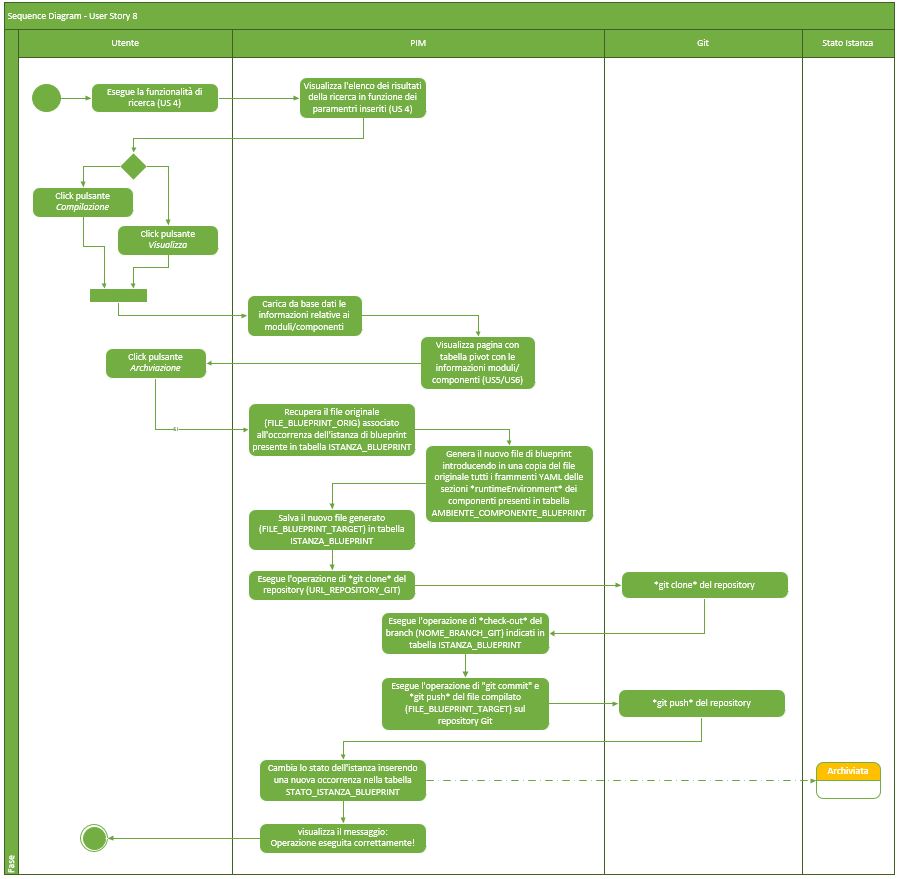 Sequence Diagram - User Story 8
Utente
PIM
Git
Stato Istanza
Esegue la funzionalità di
ricerca (US 4)
Visualizza l'elenco dei risultati
della ricerca in funzione dei
paramentri inseriti (US 4)
Click pulsante
Compilazione
Click pulsante
Visualizza
Carica da base dati le
informazioni relative ai
moduli/componenti
Visualizza pagina con
tabella pivot con le
informazioni moduli/
componenti (US5/US6)
Click pulsante
Archviazione
Recupera il file originale
(FILE_BLUEPRINT_ORIG) associato
all'occorrenza dell'istanza di blueprint
presente in tabella ISTANZA_BLUEPRINT
Genera il nuovo file di blueprint
introducendo in una copia del file
originale tutti i frammenti YAML delle
sezioni *runtimeEnvironment* dei
componenti presenti in tabella
AMBIENTE_COMPONENTE_BLUEPRINT
Salva il nuovo file generato
(FILE_BLUEPRINT_TARGET) in tabella
ISTANZA_BLUEPRINT
Esegue l'operazione di *git clone* del
repository (URL_REPOSITORY_GIT)
*git clone* del repository
Esegue l'operazione di *check-out* del
branch (NOME_BRANCH_GIT) indicati in
tabella ISTANZA_BLUEPRINT
Esegue l'operazione di "git commit" e
*git push* del file compilato
(FILE_BLUEPRINT_TARGET) sul
repository Git
*git push* del repository
Cambia lo stato dell'istanza inserendo
una nuova occorrenza nella tabella
STATO_ISTANZA_BLUEPRINT
Archiviata
visualizza il messaggio:
Operazione eseguita correttamente!
Fase